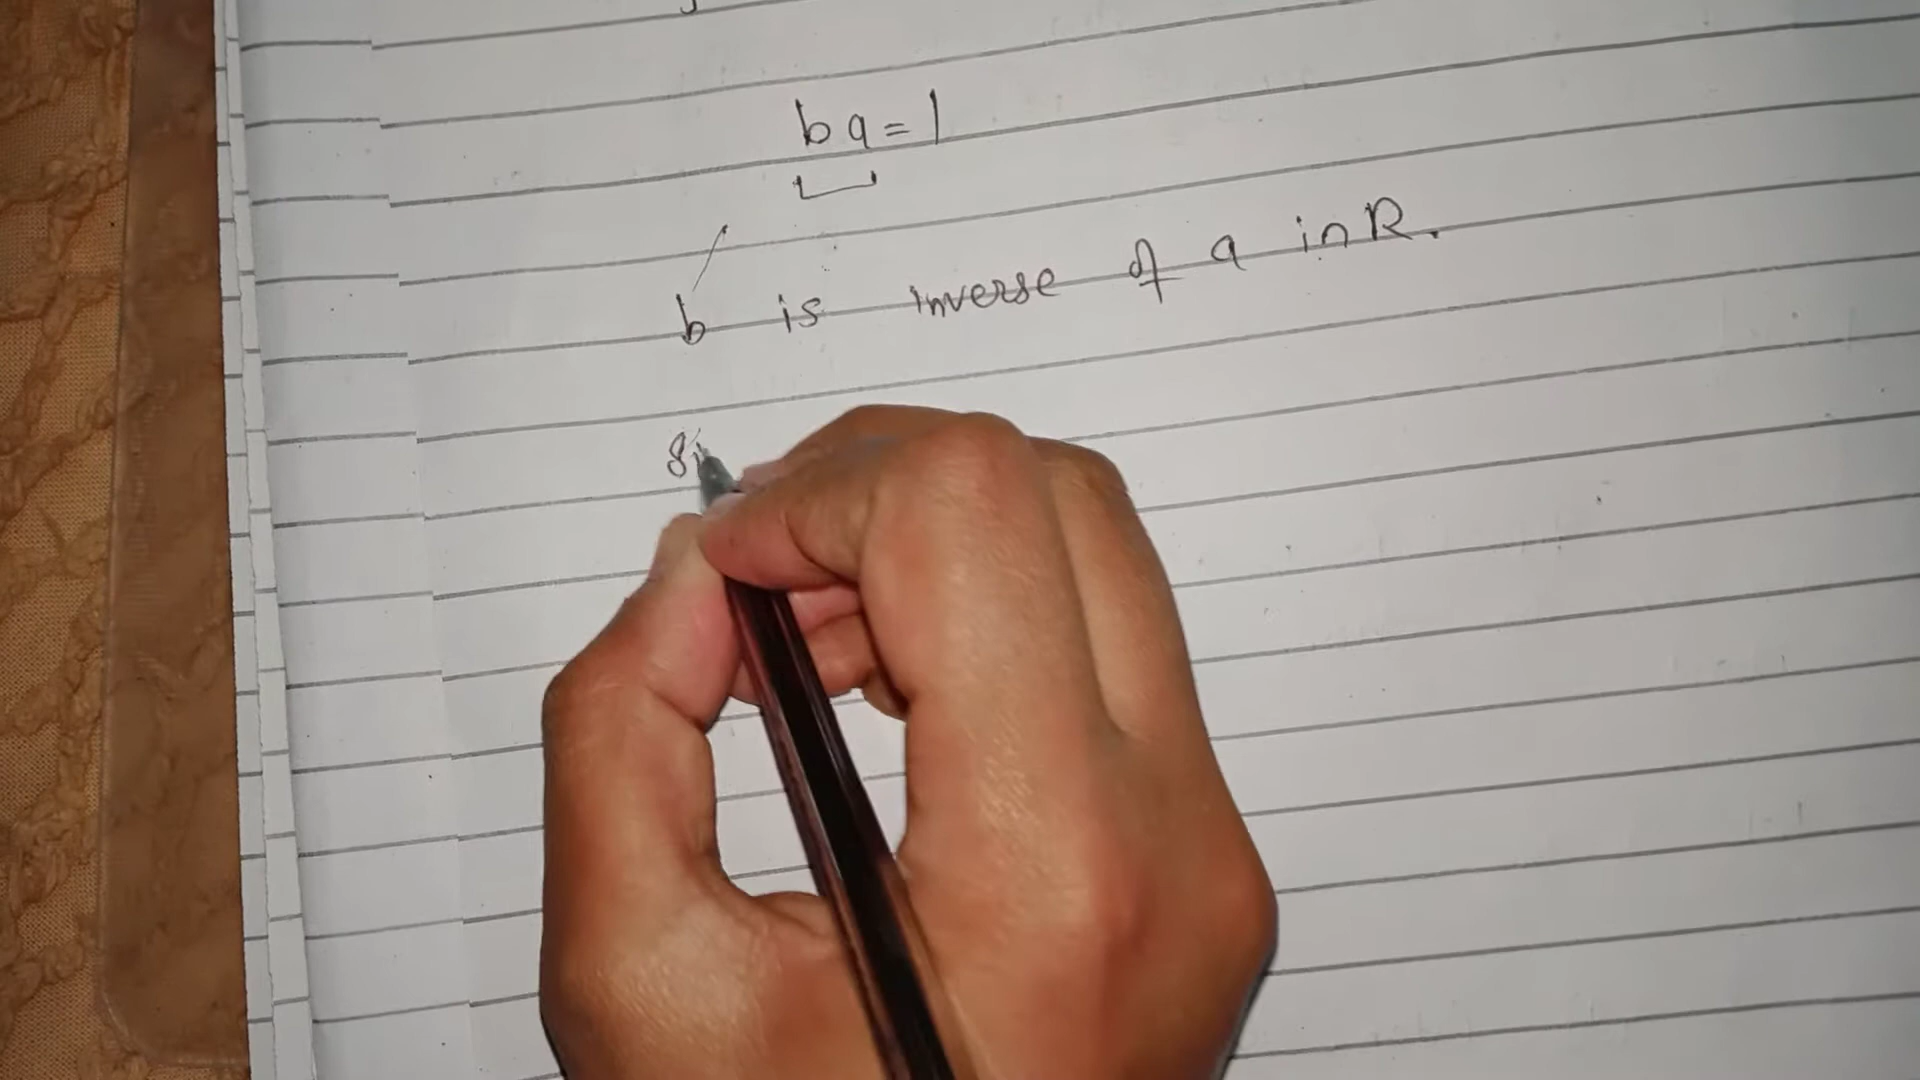 ba=1
b is inverse of a in R.